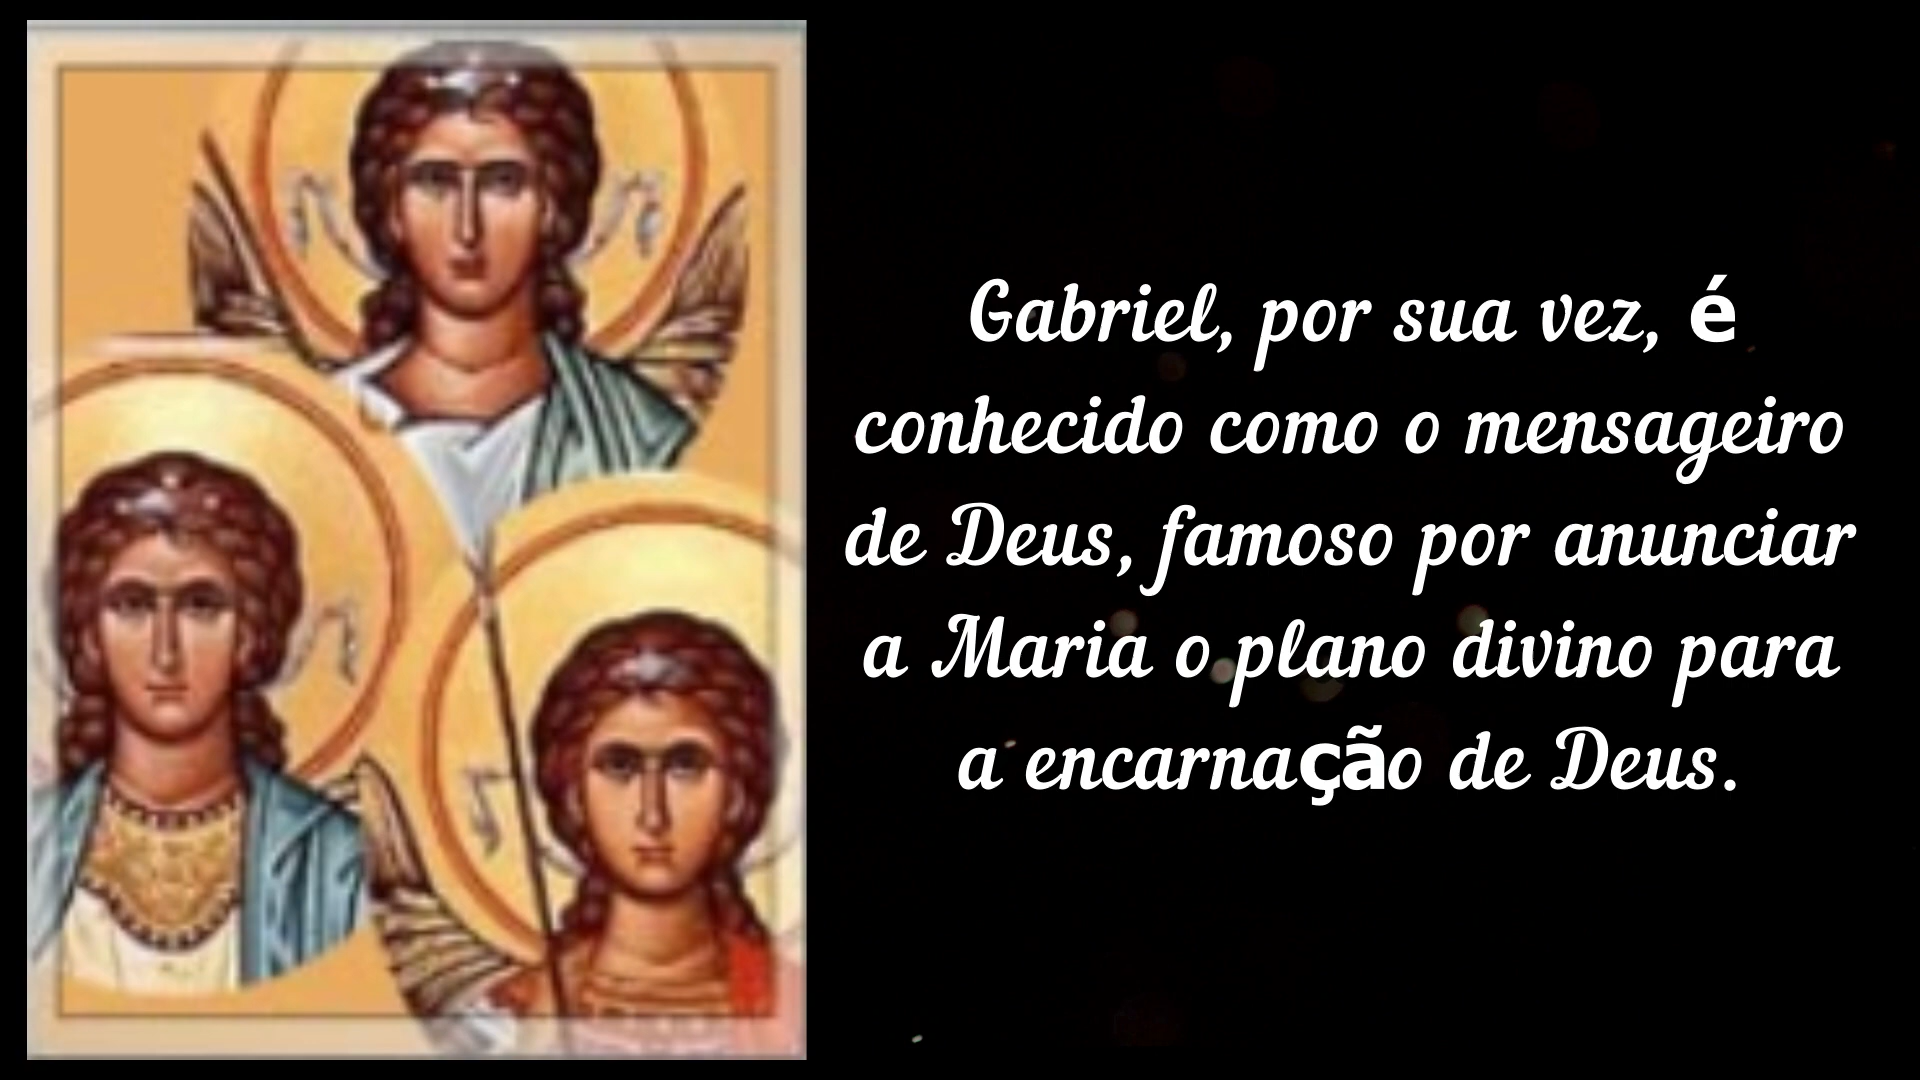 Gabriel, por sua vez, é
conhecido como o mensageiro
de Deus, famoso por anunciar
a Maria o plano divino para
a encarnação de Deus.